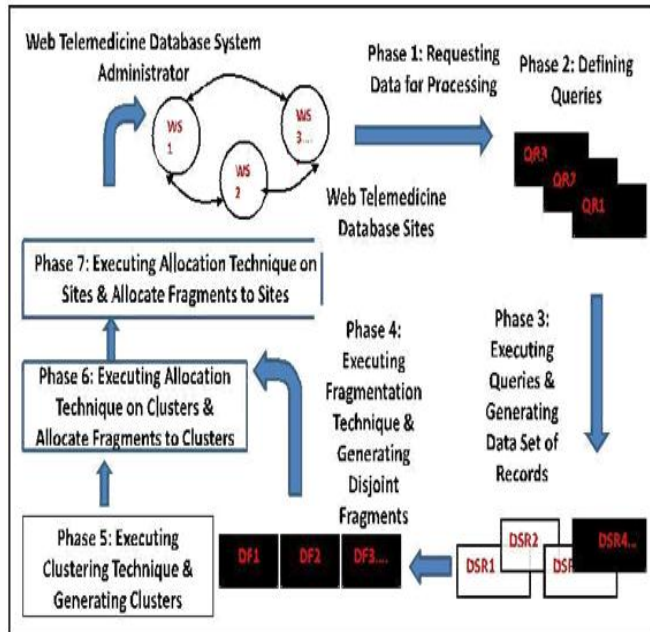 Web Telemedicine Database System
Administrator
WS
1
WS
2
WS
3....
Phase 1: Requesting
Data for Processing
Phase 2: Defining
Queries
QR3
QR2
QR1
Web Telemedicine
Database Sites
Phase 7: Executing Allocation Technique on
Sites & Allocate Fragments to Sites
Phase 4:
Executing
Fragmentation
Technique &
Generating
Disjoint
Fragments
Phase 3:
Executing
Queries &
Generating
Data Set of
Records
Phase 6: Executing Allocation
Technique on Clusters &
Allocate Fragments to Clusters
Phase 5: Executing
Clustering Technique &
Generating Clusters
DF1
DF2
DF3....
DSR1
DSR2
DSR4...